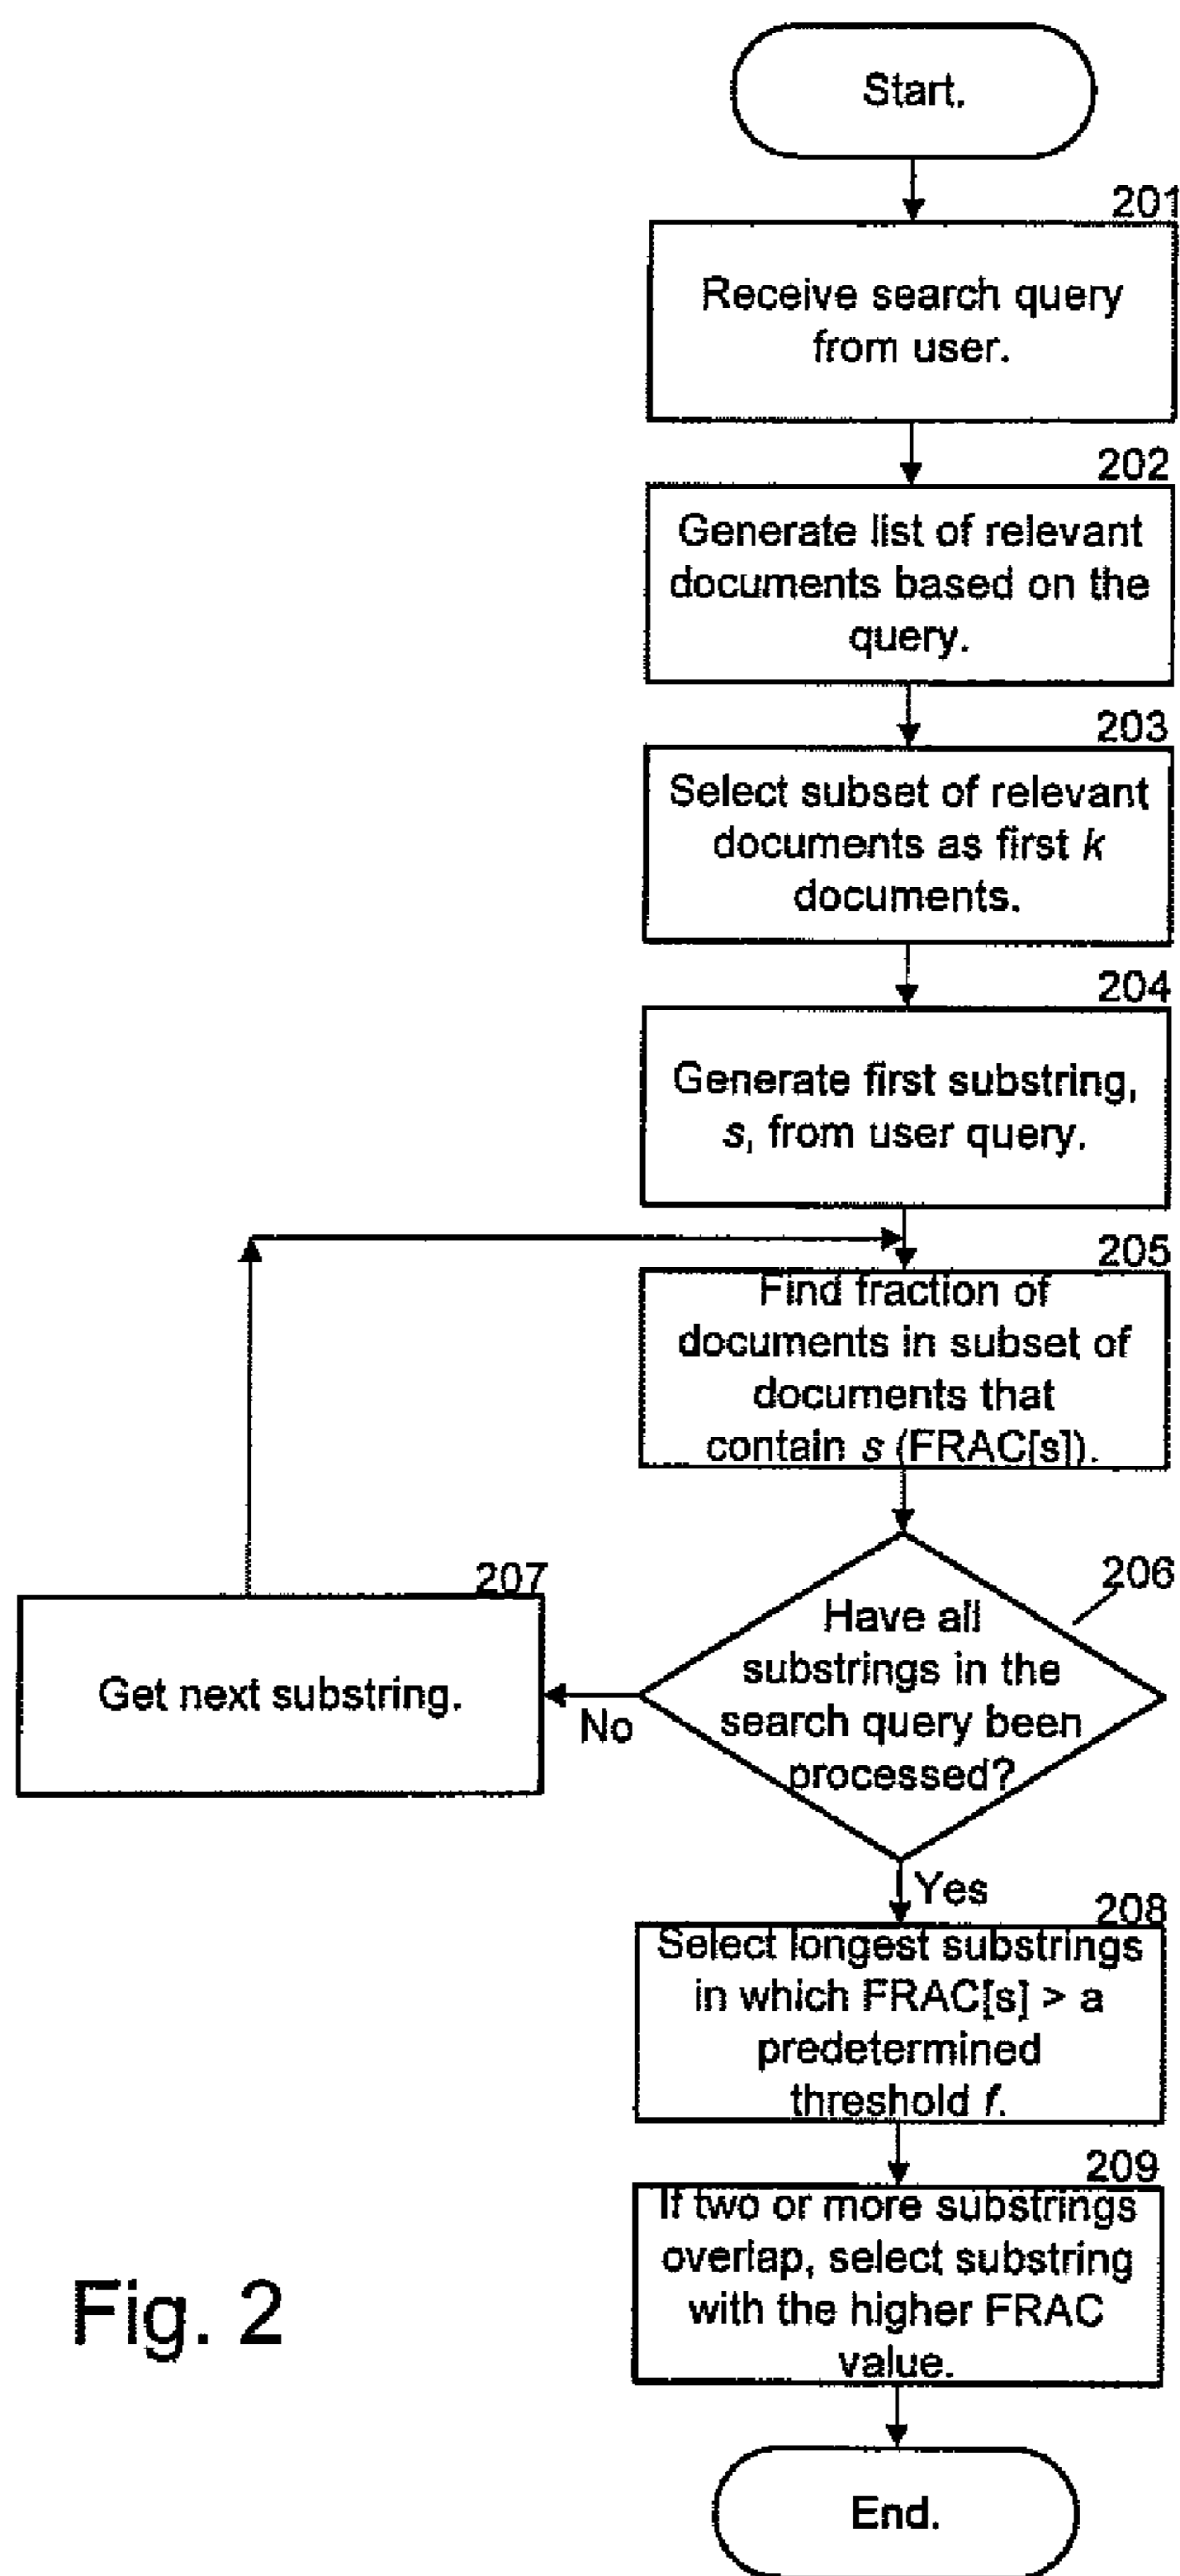 Start.
201
Receive search query
from user.
202
Generate list of relevant
documents based on the
query.
203
Select subset of relevant
documents as first k
documents.
204
Generate first substring,
s, from user query.
205
Find fraction of
documents in subset of
documents that
contain s (FRAC[s]).
206
Have all
substrings in the
search query been
processed?
No
207
Get next substring.
Yes
208
Select longest substrings
in which FRAC[s] > a
predetermined
threshold f.
209
If two or more substrings
overlap, select substring
with the higher FRAC
value.
End.
Fig. 2